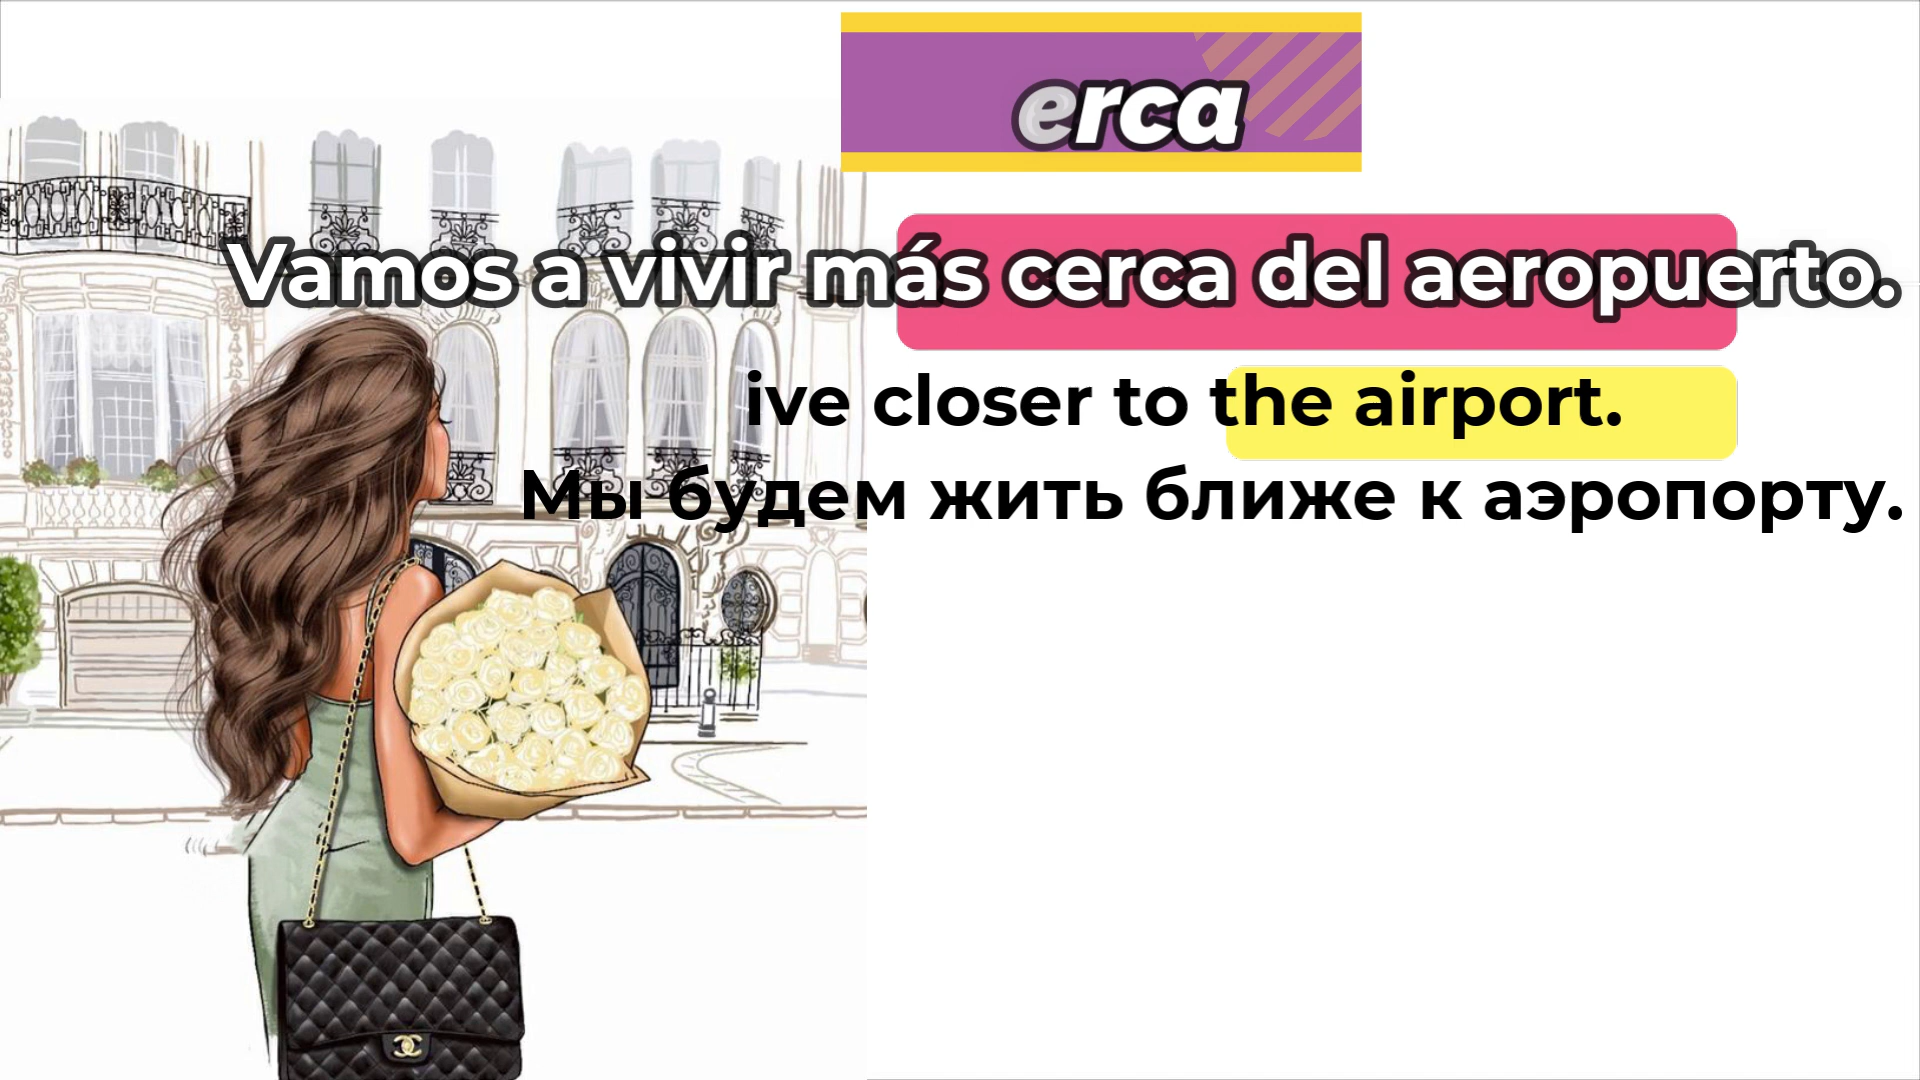 erca
Vamos a vivir más cerca del aeropuerto.
ive closer to the airport.
Мы будем жить ближе к аэропорту.